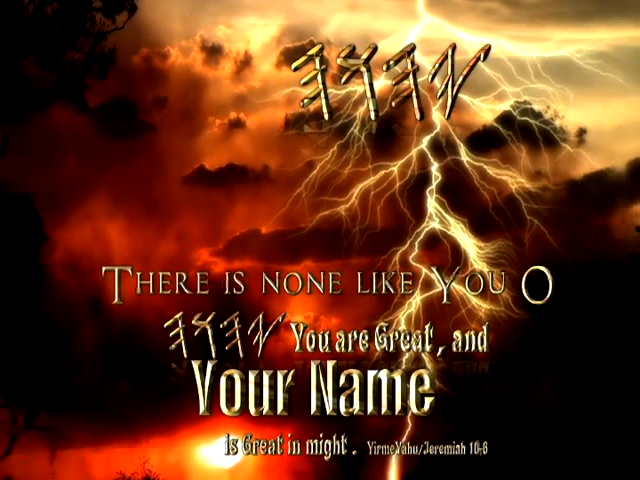 𐤉𐤄𐤅𐤄
There is none like You O
𐤉𐤄𐤅𐤄 You are Great , and
Your Name
is Great in might . YirmeYahu/Jeremiah 10:6